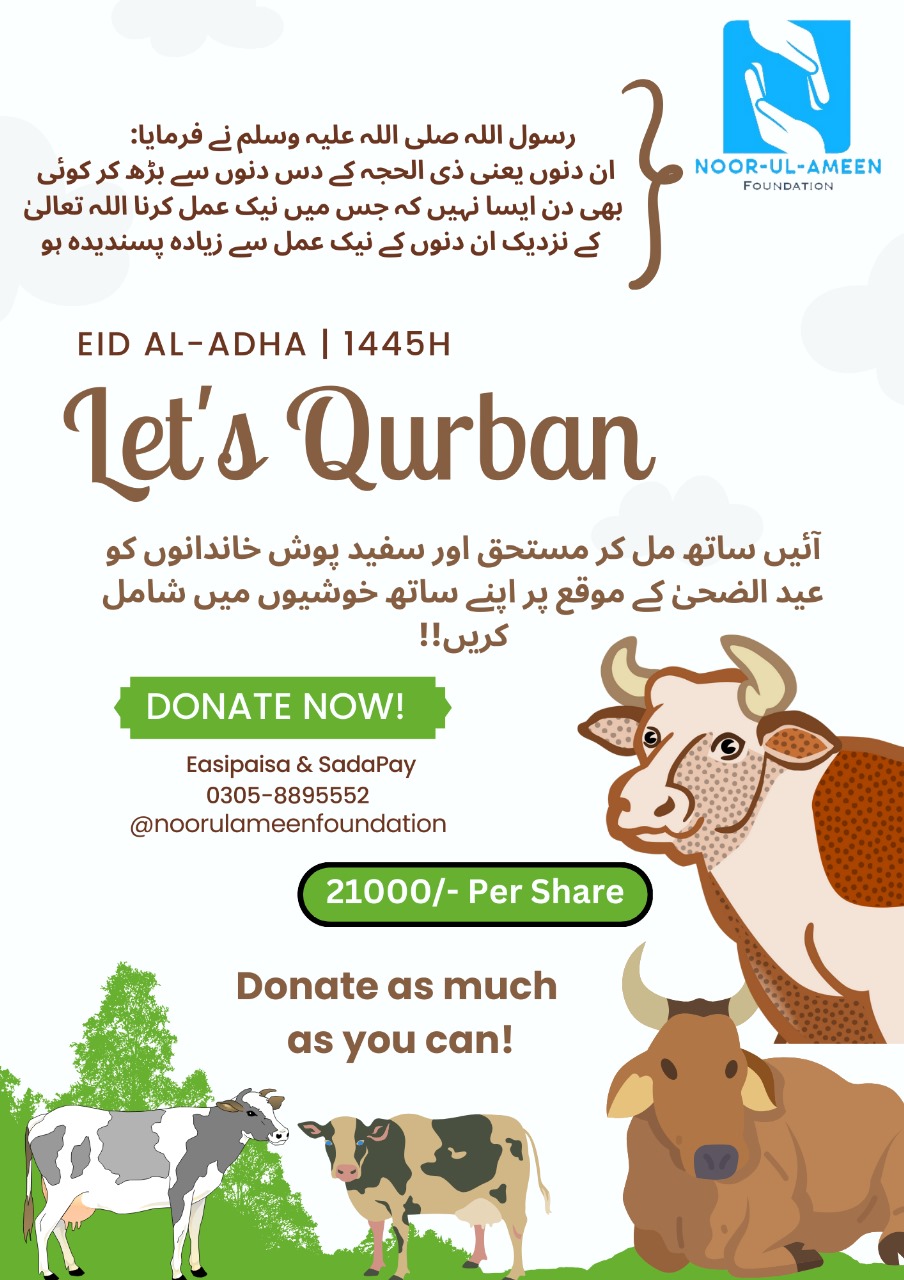 NOOR-UL-AMEEN
FOUNDATION
رسول اللہ صلی اللہ علیہ وسلم نے فرمایا:
ان دنوں یعنی ذی الحجہ کے دس دنوں سے بڑھ کر کوئی
بھی دن ایسا نہیں کہ جس میں نیک عمل کرنا اللہ تعالیٰ
کے نزدیک ان دنوں کے نیک عمل سے زیادہ پسندیدہ ہو
EID AL-ADHA | 1445H
Let's Qurban
آئیں ساتھ مل کر مستحق اور سفید پوش خاندانوں کو
عید الضحیٰ کے موقع پر اپنے ساتھ خوشیوں میں شامل
کریں!!
DONATE NOW!
Easipaisa & SadaPay
0305-8895552
@noorulameenfoundation
21000/- Per Share
Donate as much
as you can!